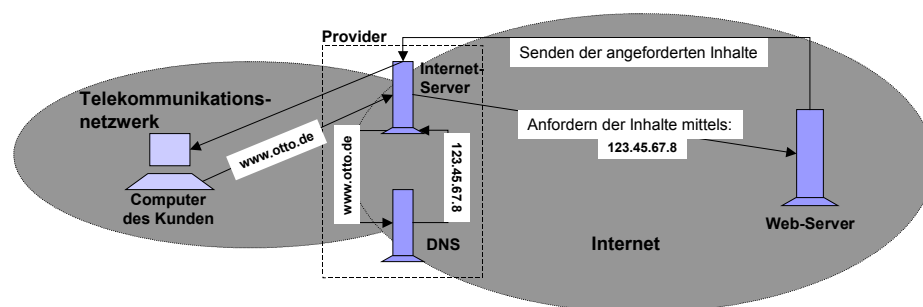 Provider
Senden der angeforderten Inhalte
Internet-
Server
Telekommunikations-
netzwerk
www.otto.de
www.otto.de
123.45.67.8
Anfordern der Inhalte mittels:
123.45.67.8
Computer
des Kunden
DNS
Internet
Web-Server